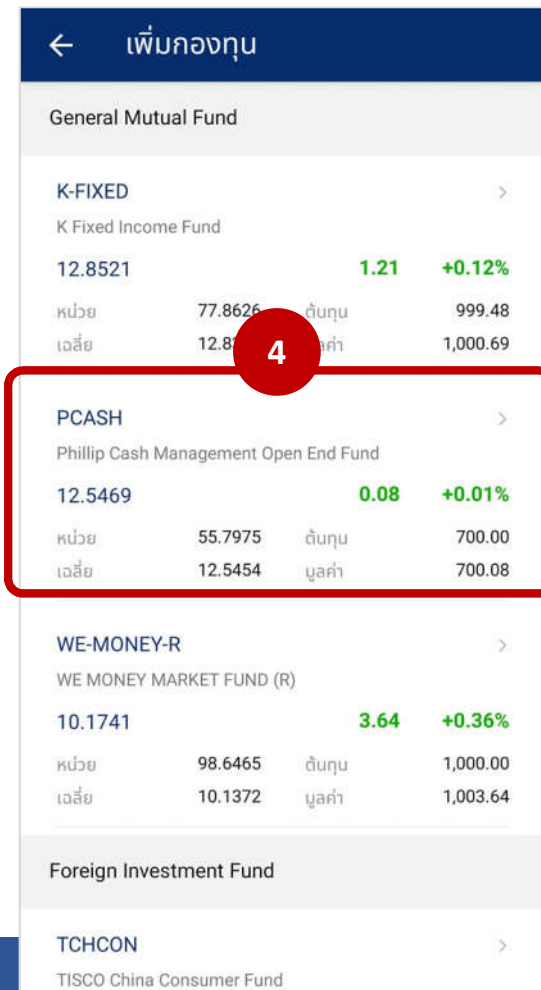 เพิ่มกองทุน
General Mutual Fund
K-FIXED
K Fixed Income Fund
12.8521 1.21 +0.12%
หน่วย 77.8626 ต้นทุน 999.48
เฉลี่ย 1,000.69
4
PCASH
Phillip Cash Management Open End Fund
12.5469 0.08 +0.01%
หน่วย 55.7975 ต้นทุน 700.00
เฉลี่ย 12.5454 มูลค่า 700.08
WE-MONEY-R
WE MONEY MARKET FUND (R)
10.1741 3.64 +0.36%
หน่วย 98.6465 ต้นทุน 1,000.00
เฉลี่ย 10.1372 มูลค่า 1,003.64
Foreign Investment Fund
TCHCON
TISCO China Consumer Fund